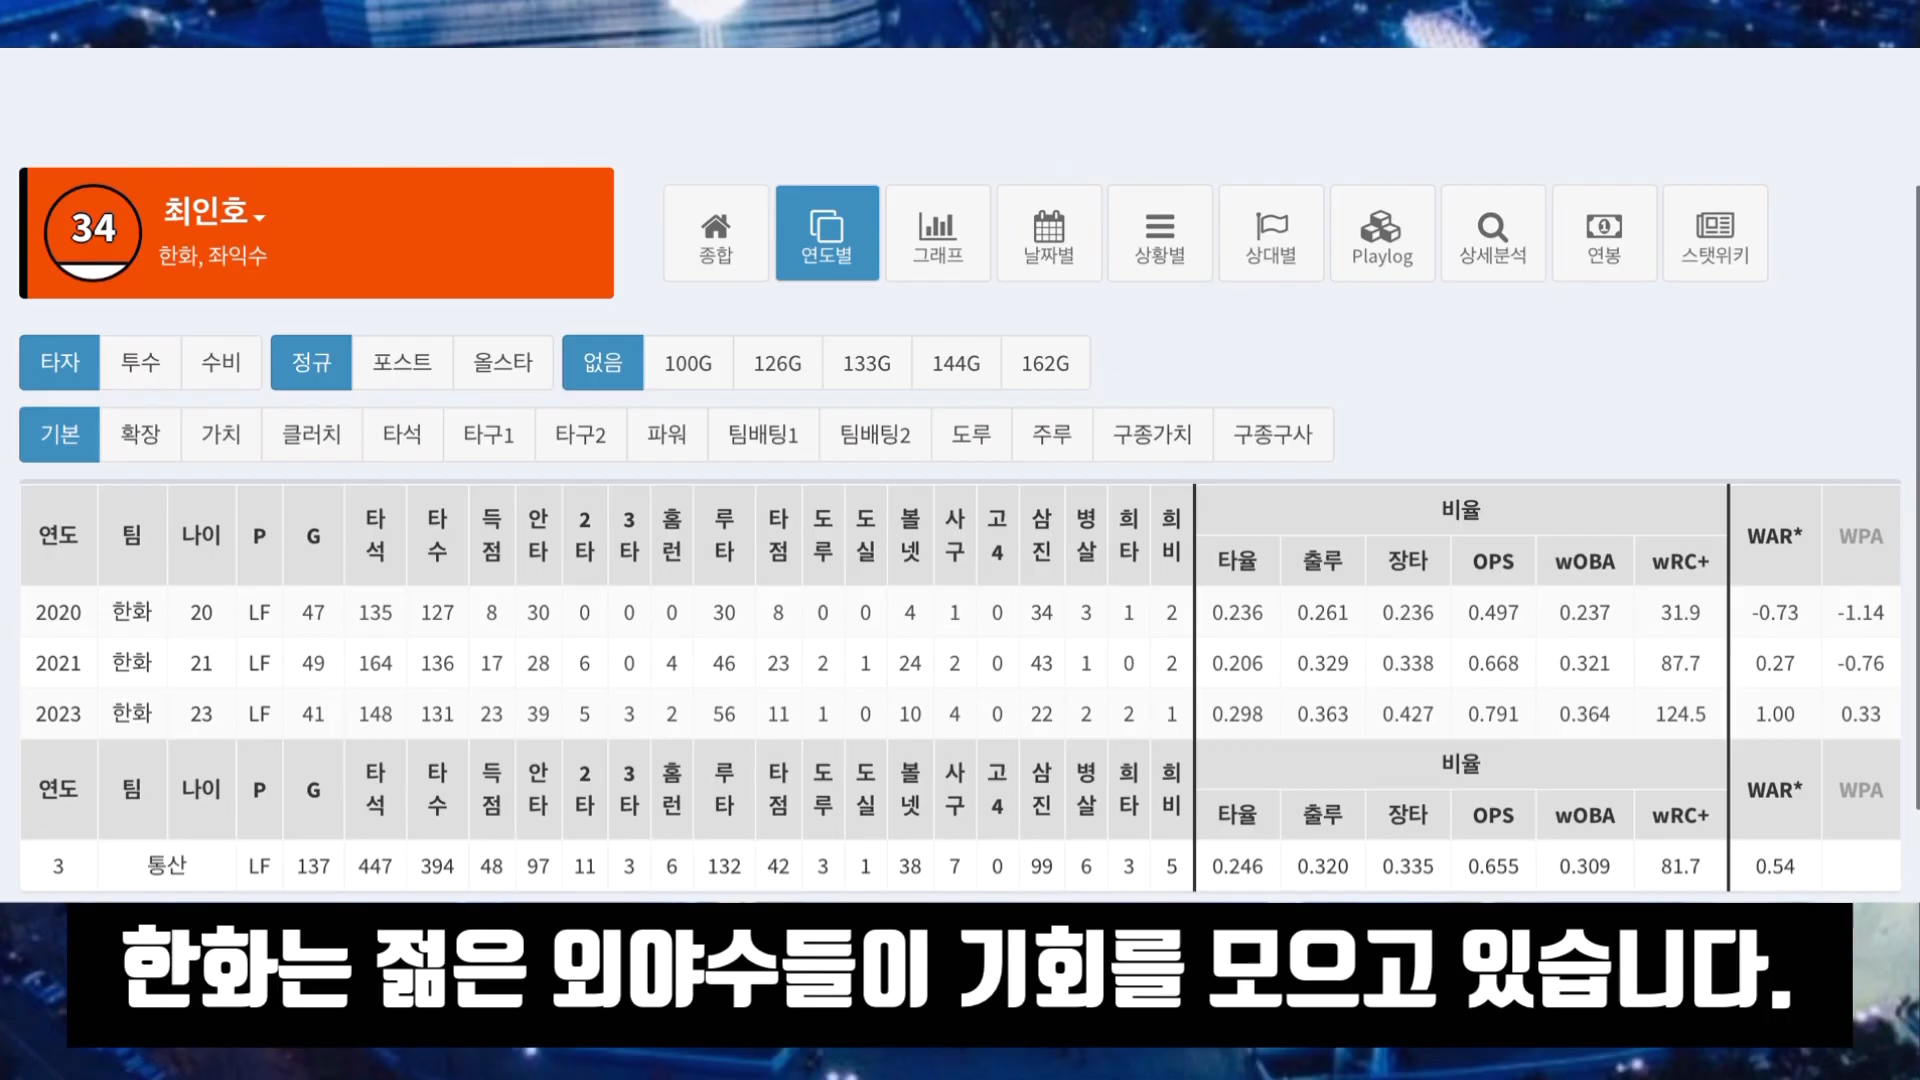 34
최인호
한화, 좌익수
종합 연도별 그래프 날짜별 상황별 상대별 Playlog 상세분석 연봉 스탯위키
타자 투수 수비 정규 포스트 올스타 없음 100G 126G 133G 144G 162G
기본 확장 가치 클러치 타석 타구1 타구2 파워 팀배팅1 팀배팅2 도루 주루 구종가치 구종구사
연도 팀 나이 P G 타석 타수 득점 안타 2타 3타 홈런 루타 타점 도루 도실 볼넷 사구 고4 삼진 병살 희타 희비 비율 WAR* WPA
타율 출루 장타 OPS wOBA wRC+
2020 한화 20 LF 47 135 127 8 30 0 0 0 30 8 0 0 4 1 0 34 3 1 2 0.236 0.261 0.236 0.497 0.237 31.9 -0.73 -1.14
2021 한화 21 LF 49 164 136 17 28 6 0 4 46 23 2 1 24 2 0 43 1 0 2 0.206 0.329 0.338 0.668 0.321 87.7 0.27 -0.76
2023 한화 23 LF 41 148 131 23 39 5 3 2 56 11 1 0 10 4 0 22 2 2 1 0.298 0.363 0.427 0.791 0.364 124.5 1.00 0.33
연도 팀 나이 P G 타석 타수 득점 안타 2타 3타 홈런 루타 타점 도루 도실 볼넷 사구 고4 삼진 병살 희타 희비 비율 WAR* WPA
타율 출루 장타 OPS wOBA wRC+
3 통산 LF 137 447 394 48 97 11 3 6 132 42 3 1 38 7 0 99 6 3 5 0.246 0.320 0.335 0.655 0.309 81.7 0.54
한화는 젊은 외야수들이 기회를 모으고 있습니다.